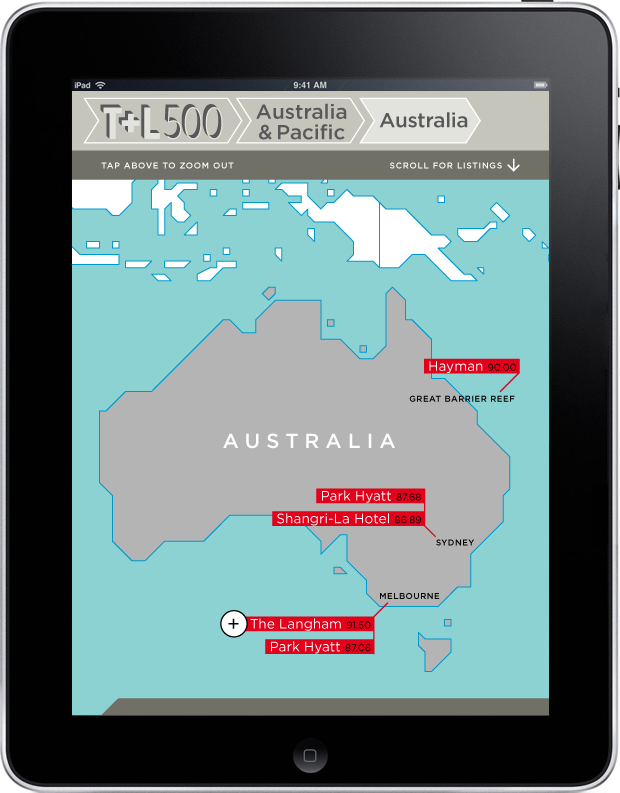 iPad
9:41 AM
T+L 500
Australia
& Pacific
Australia
TAP ABOVE TO ZOOM OUT
SCROLL FOR LISTINGS
Hayman 90.00
GREAT BARRIER REEF
AUSTRALIA
Park Hyatt 87.68
Shangri-La Hotel 86.89
SYDNEY
MELBOURNE
+ The Langham 91.50
Park Hyatt 87.06